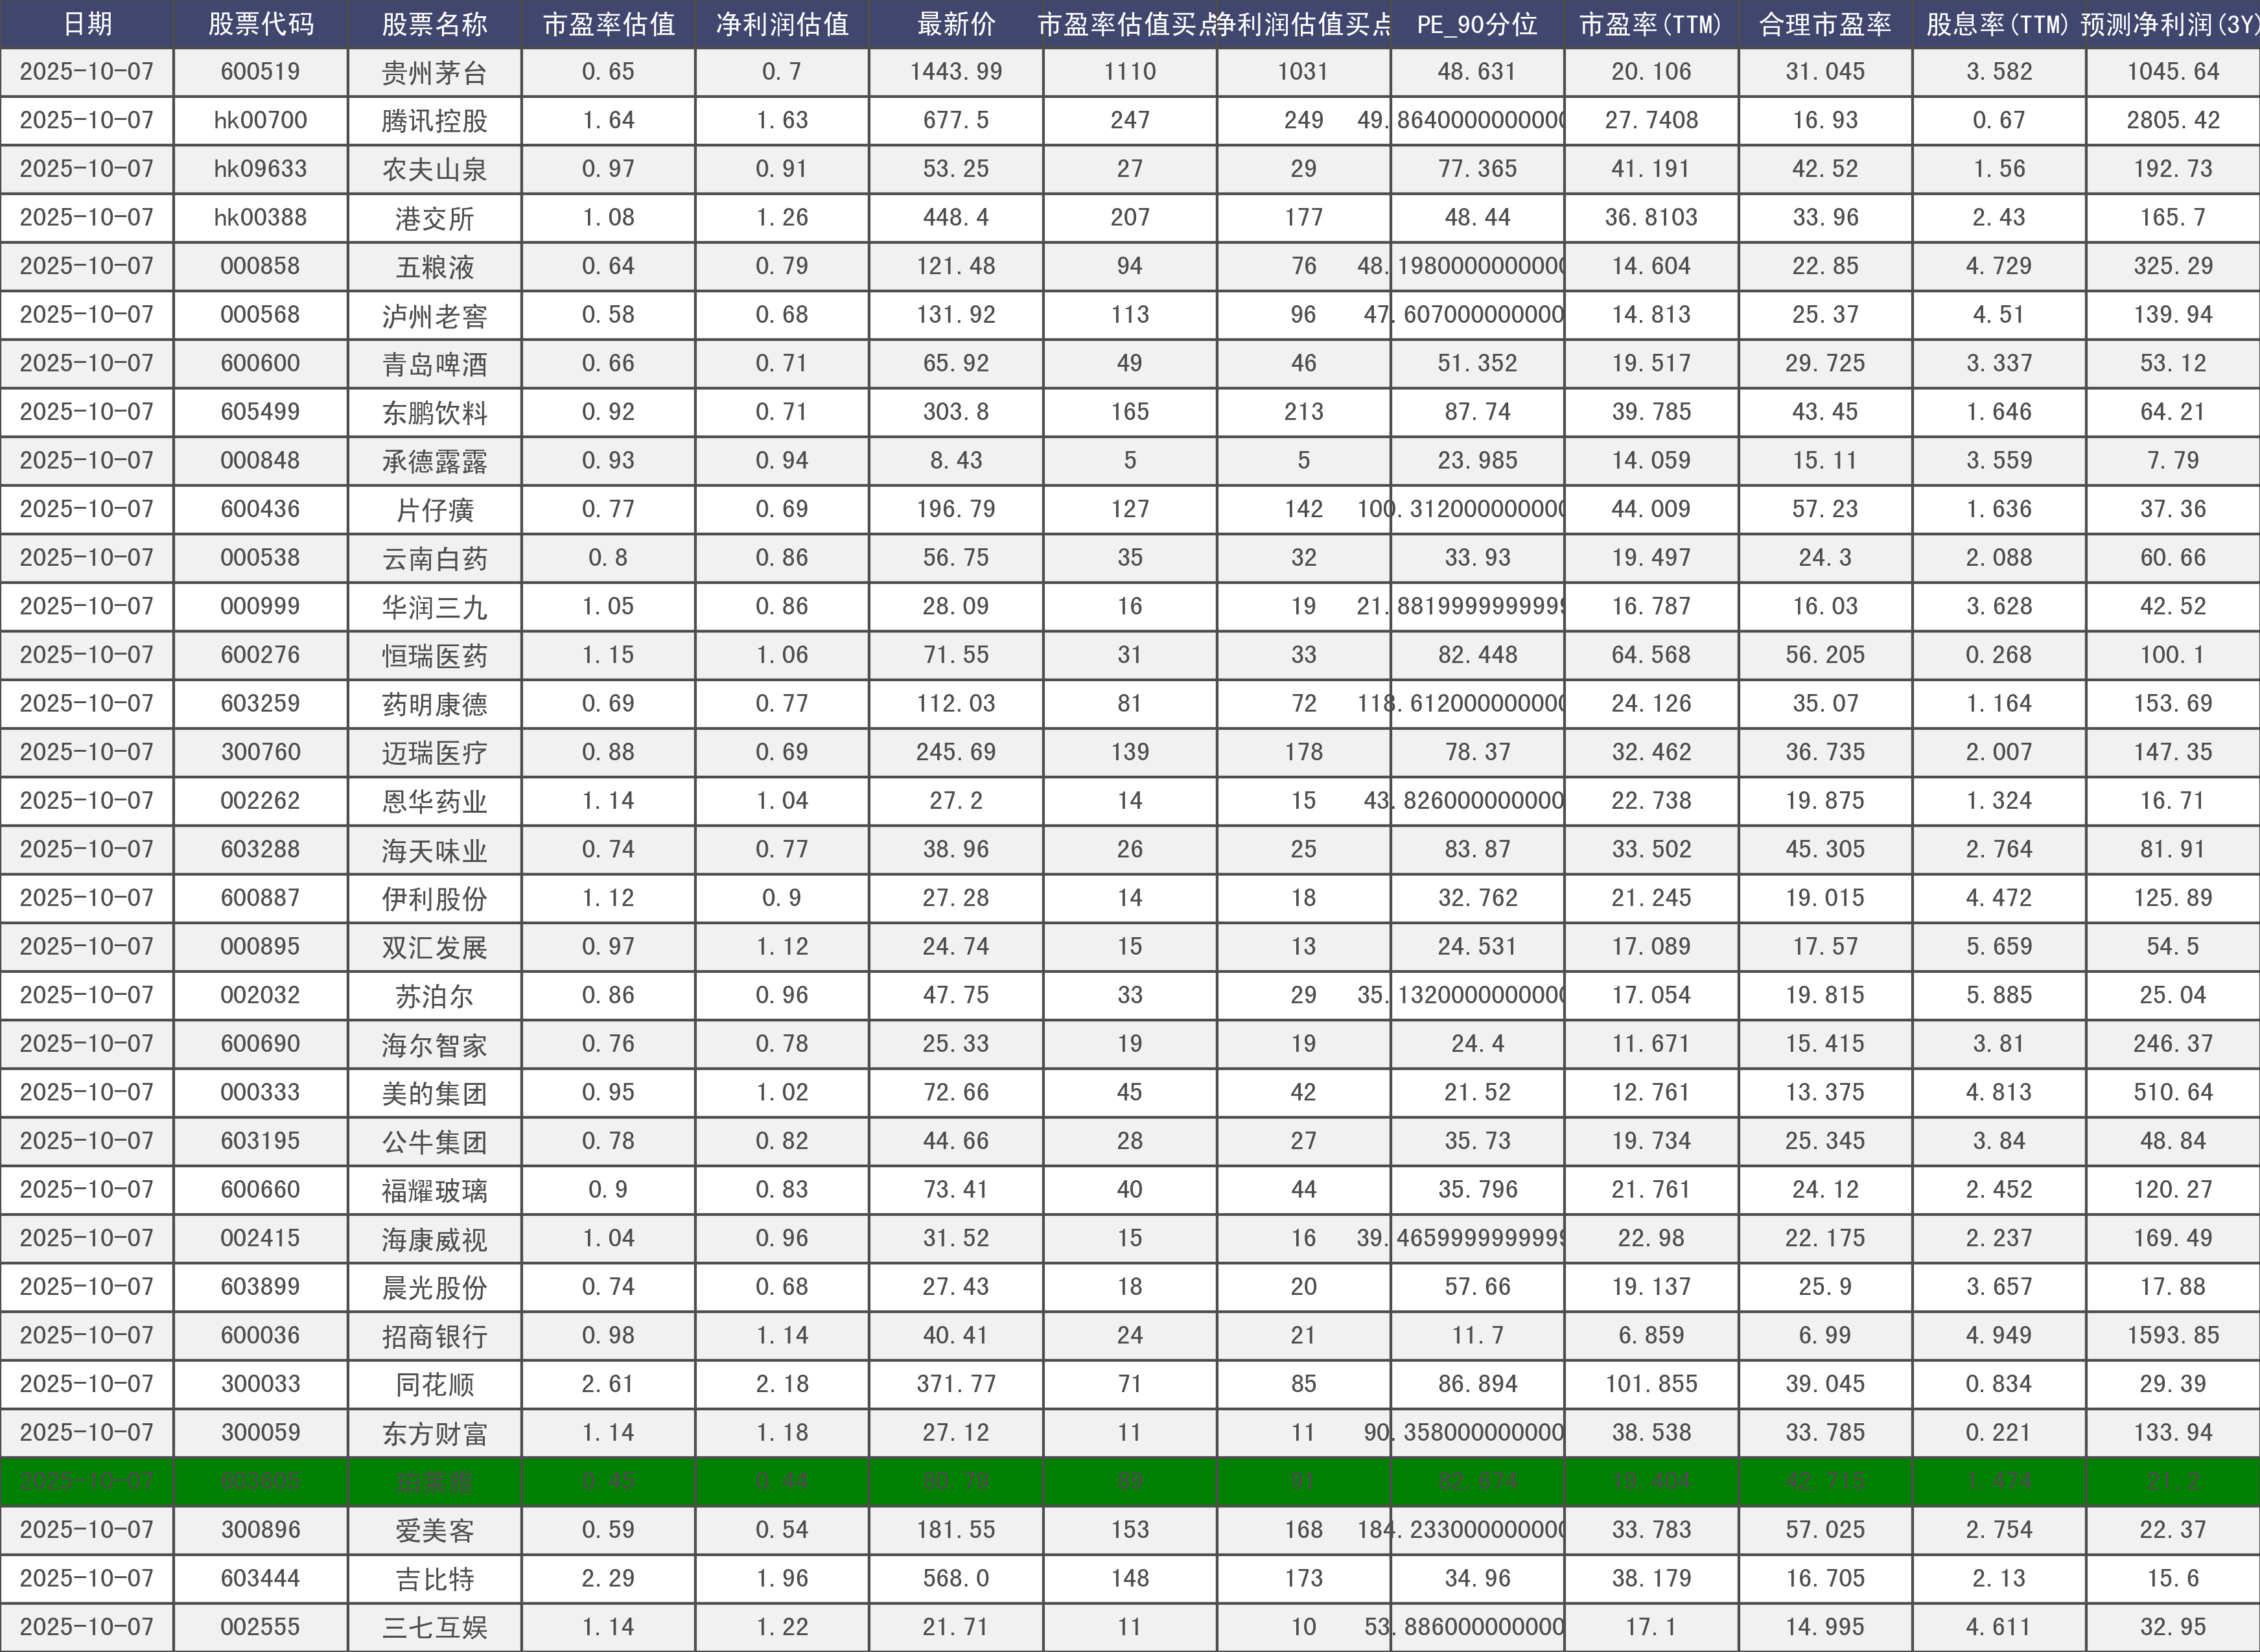 日期 股票代码 股票名称 市盈率估值 净利润估值 最新价 市盈率估值买点 净利润估值买点 PE_90分位 市盈率(TTM) 合理市盈率 股息率(TTM) 预测净利润(3Y)
2025-10-07 600519 贵州茅台 0.65 0.7 1443.99 1110 1031 48.631 20.106 31.045 3.582 1045.64
2025-10-07 hk00700 腾讯控股 1.64 1.63 677.5 247 249 49.8640000000000 27.7408 16.93 0.67 2805.42
2025-10-07 hk09633 农夫山泉 0.97 0.91 53.25 27 29 77.365 41.191 42.52 1.56 192.73
2025-10-07 hk00388 港交所 1.08 1.26 448.4 207 177 48.44 36.8103 33.96 2.43 165.7
2025-10-07 000858 五粮液 0.64 0.79 121.48 94 76 48.1980000000000 14.604 22.85 4.729 325.29
2025-10-07 000568 泸州老窖 0.58 0.68 131.92 113 96 47.607000000000 14.813 25.37 4.51 139.94
2025-10-07 600600 青岛啤酒 0.66 0.71 65.92 49 46 51.352 19.517 29.725 3.337 53.12
2025-10-07 605499 东鹏饮料 0.92 0.71 303.8 165 213 87.74 39.785 43.45 1.646 64.21
2025-10-07 000848 承德露露 0.93 0.94 8.43 5 5 23.985 14.059 15.11 3.559 7.79
2025-10-07 600436 片仔癀 0.77 0.69 196.79 127 142 100.312000000000 44.009 57.23 1.636 37.36
2025-10-07 000538 云南白药 0.8 0.86 56.75 35 32 33.93 19.497 24.3 2.088 60.66
2025-10-07 000999 华润三九 1.05 0.86 28.09 16 19 21.8819999999999 16.787 16.03 3.628 42.52
2025-10-07 600276 恒瑞医药 1.15 1.06 71.55 31 33 82.448 64.568 56.205 0.268 100.1
2025-10-07 603259 药明康德 0.69 0.77 112.03 81 72 118.612000000000 24.126 35.07 1.164 153.69
2025-10-07 300760 迈瑞医疗 0.88 0.69 245.69 139 178 78.37 32.462 36.735 2.007 147.35
2025-10-07 002262 恩华药业 1.14 1.04 27.2 14 15 43.826000000000 22.738 19.875 1.324 16.71
2025-10-07 603288 海天味业 0.74 0.77 38.96 26 25 83.87 33.502 45.305 2.764 81.91
2025-10-07 600887 伊利股份 1.12 0.9 27.28 14 18 32.762 21.245 19.015 4.472 125.89
2025-10-07 000895 双汇发展 0.97 1.12 24.74 15 13 24.531 17.089 17.57 5.659 54.5
2025-10-07 002032 苏泊尔 0.86 0.96 47.75 33 29 35.1320000000000 17.054 19.815 5.885 25.04
2025-10-07 600690 海尔智家 0.76 0.78 25.33 19 19 24.4 11.671 15.415 3.81 246.37
2025-10-07 000333 美的集团 0.95 1.02 72.66 45 42 21.52 12.761 13.375 4.813 510.64
2025-10-07 603195 公牛集团 0.78 0.82 44.66 28 27 35.73 19.734 25.345 3.84 48.84
2025-10-07 600660 福耀玻璃 0.9 0.83 73.41 40 44 35.796 21.761 24.12 2.452 120.27
2025-10-07 002415 海康威视 1.04 0.96 31.52 15 16 39.4659999999999 22.98 22.175 2.237 169.49
2025-10-07 603899 晨光股份 0.74 0.68 27.43 18 20 57.66 19.137 25.9 3.657 17.88
2025-10-07 600036 招商银行 0.98 1.14 40.41 24 21 11.7 6.859 6.99 4.949 1593.85
2025-10-07 300033 同花顺 2.61 2.18 371.77 71 85 86.894 101.855 39.045 0.834 29.39
2025-10-07 300059 东方财富 1.14 1.18 27.12 11 11 90.358000000000 38.538 33.785 0.221 133.94
2025-10-07 603605 珀莱雅 0.45 0.44 80.79 89 91 82.674 19.404 42.715 1.474 21.2
2025-10-07 300896 爱美客 0.59 0.54 181.55 153 168 184.233000000000 33.783 57.025 2.754 22.37
2025-10-07 603444 吉比特 2.29 1.96 568.0 148 173 34.96 38.179 16.705 2.13 15.6
2025-10-07 002555 三七互娱 1.14 1.22 21.71 11 10 53.886000000000 17.1 14.995 4.611 32.95